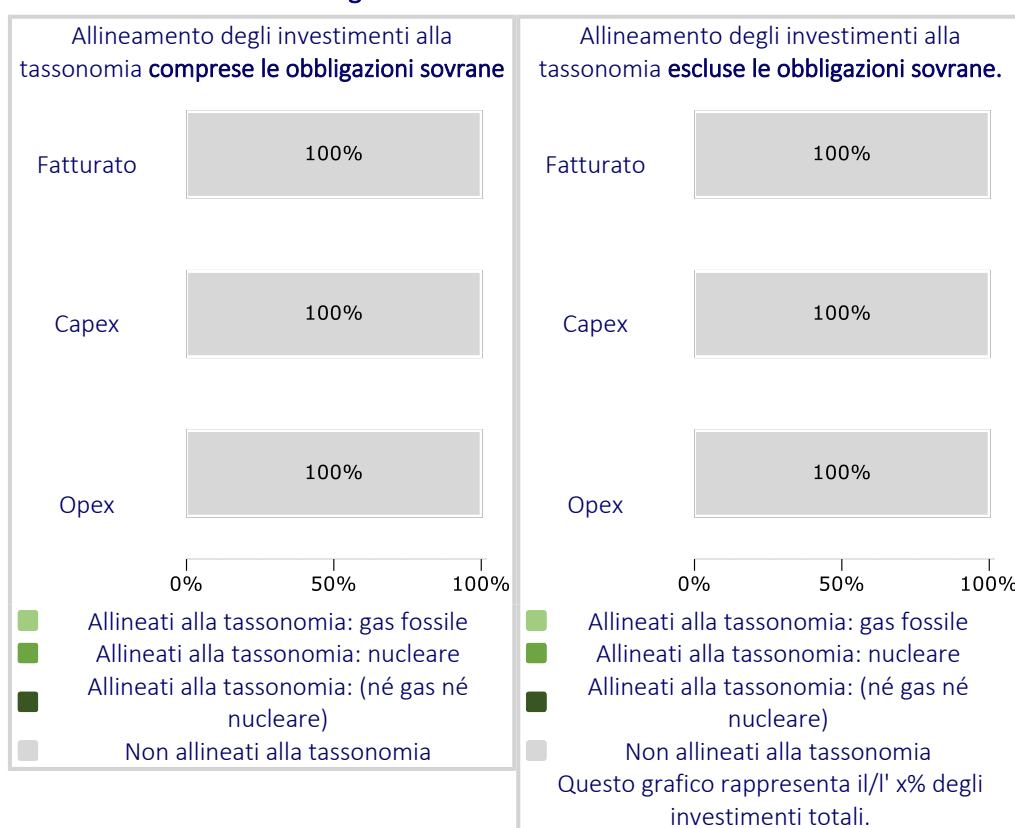 Allineamento degli investimenti alla
tassonomia comprese le obbligazioni sovrane
Fatturato
100%
Capex
100%
Opex
100%
0% 50% 100%
Allineati alla tassonomia: gas fossile
Allineati alla tassonomia: nucleare
Allineati alla tassonomia: (né gas né
nucleare)
Non allineati alla tassonomia
Allineamento degli investimenti alla
tassonomia escluse le obbligazioni sovrane.
Fatturato
100%
Capex
100%
Opex
100%
0% 50% 100%
Allineati alla tassonomia: gas fossile
Allineati alla tassonomia: nucleare
Allineati alla tassonomia: (né gas né
nucleare)
Non allineati alla tassonomia
Questo grafico rappresenta il/l' x% degli
investimenti totali.